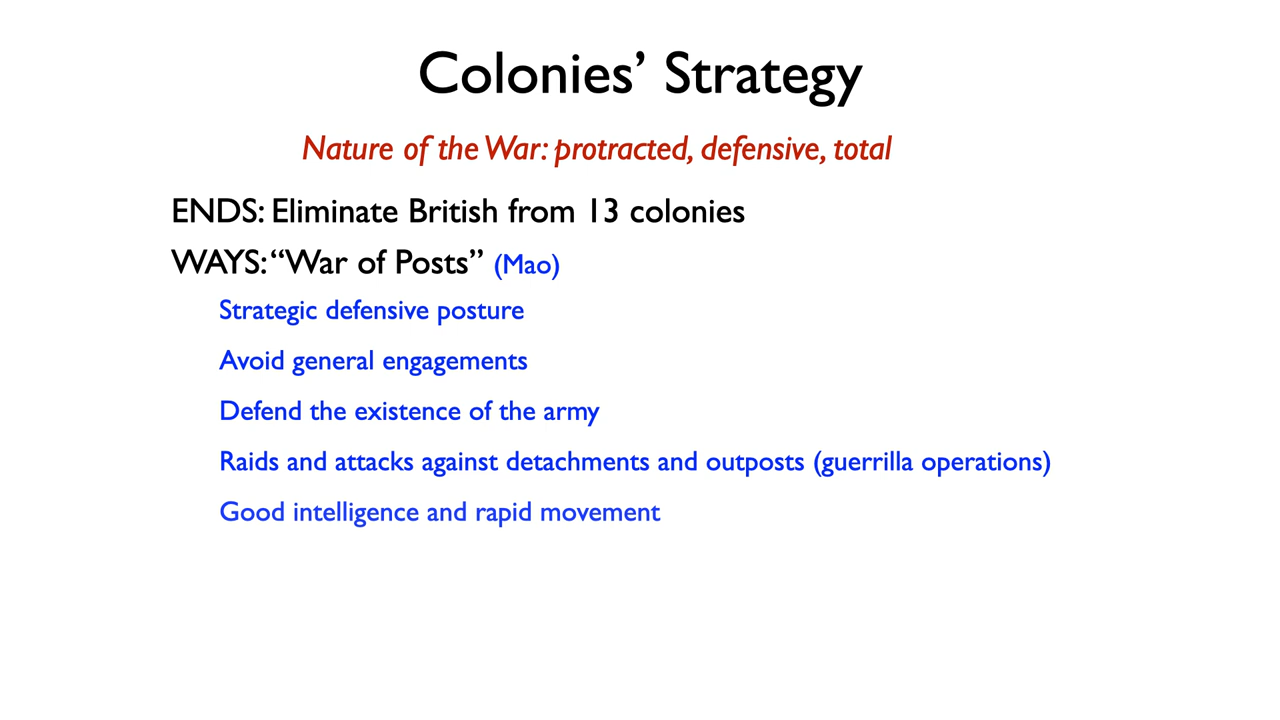 Colonies’ Strategy
Nature of the War: protracted, defensive, total
ENDS: Eliminate British from 13 colonies
WAYS: “War of Posts” (Mao)
Strategic defensive posture
Avoid general engagements
Defend the existence of the army
Raids and attacks against detachments and outposts (guerrilla operations)
Good intelligence and rapid movement